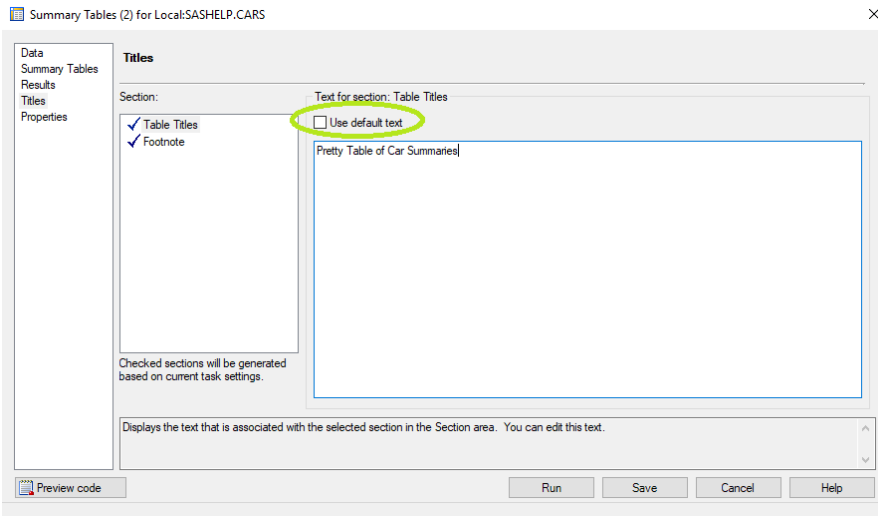 Summary Tables (2) for Local:SASHELP.CARS
Data
Summary Tables
Results
Titles
Properties
Titles
Section:
Table Titles
Footnote
Checked sections will be generated
based on current task settings.
Text for section: Table Titles
Use default text
Pretty Table of Car Summaries
Displays the text that is associated with the selected section in the Section area. You can edit this text.
Preview code
Run
Save
Cancel
Help